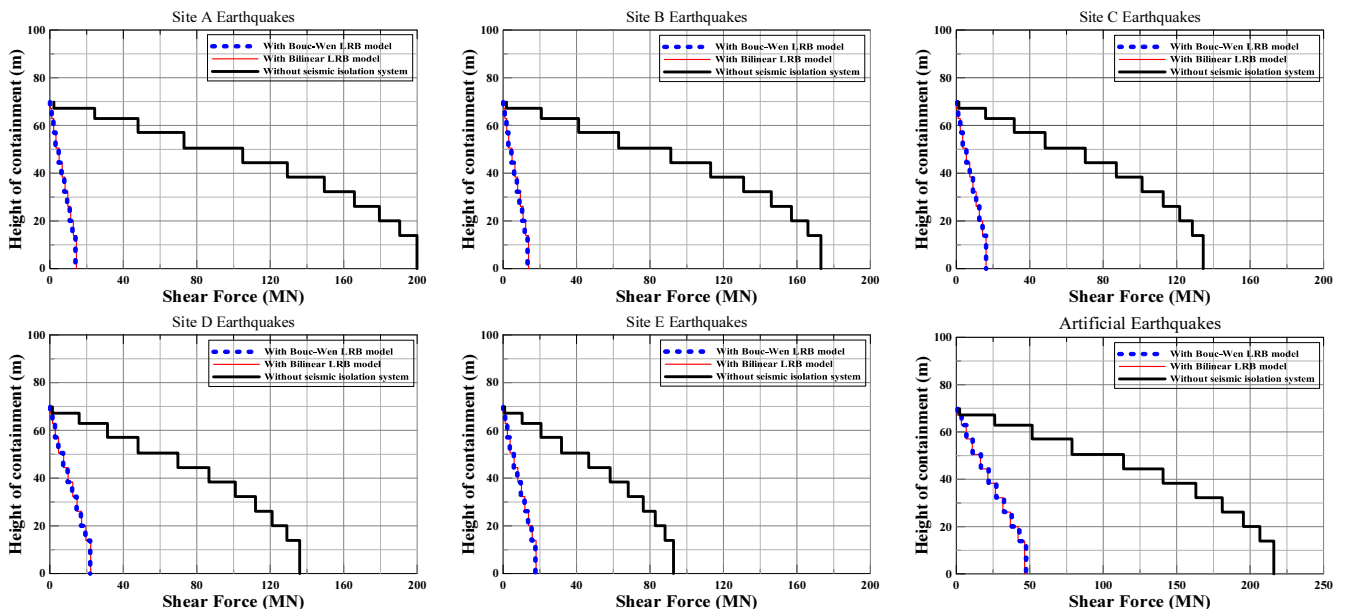 Site A Earthquakes
100
80
60
40
20
0
Height of containment (m)
With Bouc-Wen LRB model
With Bilinear LRB model
Without seismic isolation system
0 40 80 120 160 200
Shear Force (MN)
Site B Earthquakes
100
80
60
40
20
0
Height of containment (m)
With Bouc-Wen LRB model
With Bilinear LRB model
Without seismic isolation system
0 40 80 120 160 200
Shear Force (MN)
Site C Earthquakes
100
80
60
40
20
0
Height of containment (m)
With Bouc-Wen LRB model
With Bilinear LRB model
Without seismic isolation system
0 40 80 120 160 200
Shear Force (MN)
Site D Earthquakes
100
80
60
40
20
0
Height of containment (m)
With Bouc-Wen LRB model
With Bilinear LRB model
Without seismic isolation system
0 40 80 120 160 200
Shear Force (MN)
Site E Earthquakes
100
80
60
40
20
0
Height of containment (m)
With Bouc-Wen LRB model
With Bilinear LRB model
Without seismic isolation system
0 40 80 120 160 200
Shear Force (MN)
Artificial Earthquakes
100
80
60
40
20
0
Height of containment (m)
With Bouc-Wen LRB model
With Bilinear LRB model
Without seismic isolation system
0 50 100 150 200 250
Shear Force (MN)